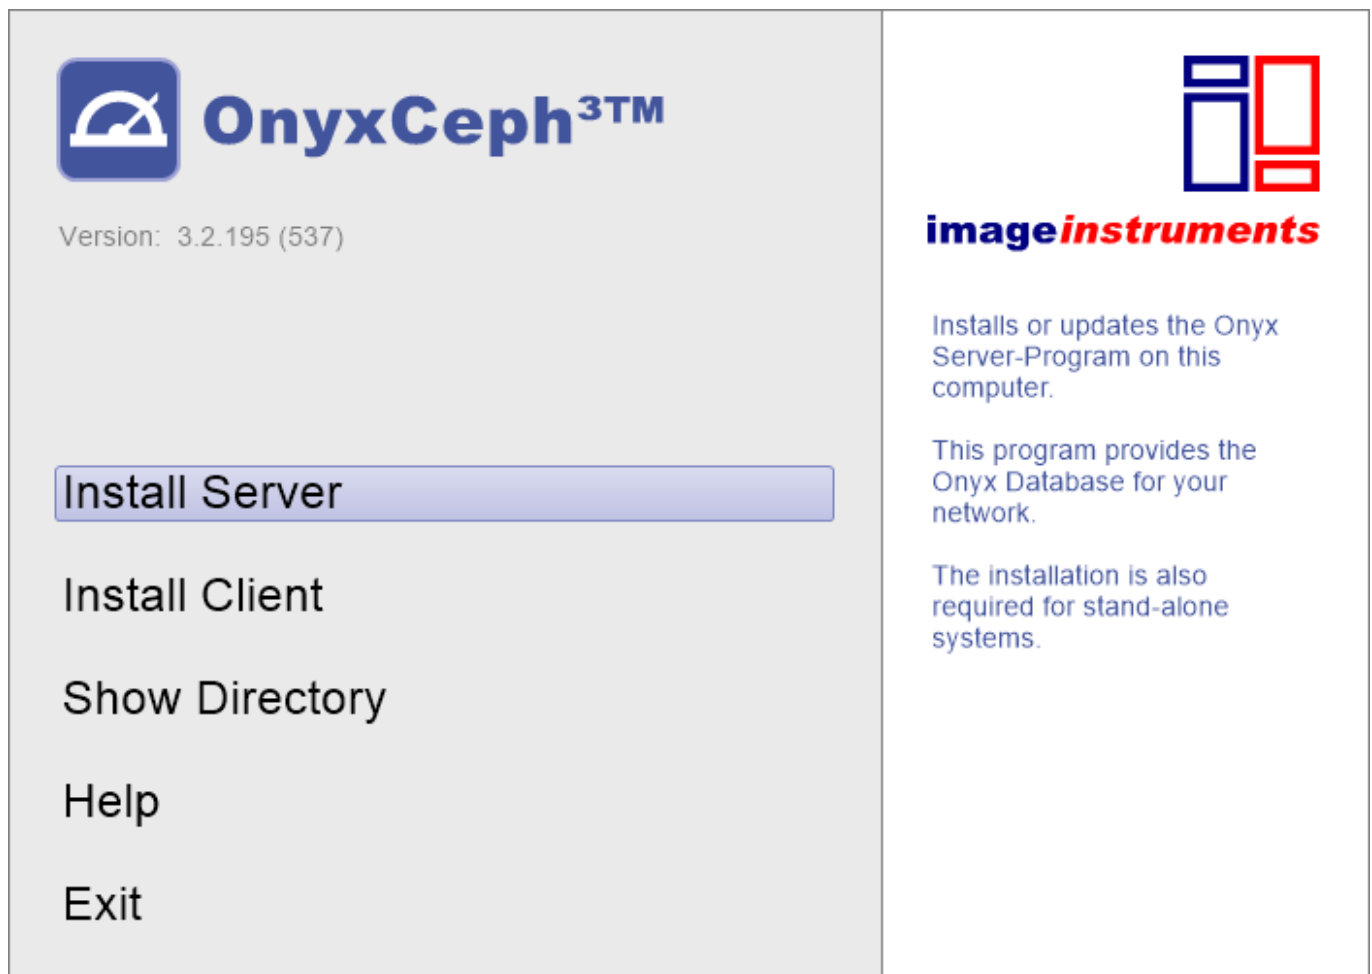 OnyxCeph³ᵀᴹ
Version: 3.2.195 (537)
Install Server
Install Client
Show Directory
Help
Exit
imageinstruments
Installs or updates the Onyx
Server-Program on this
computer.
This program provides the
Onyx Database for your
network.
The installation is also
required for stand-alone
systems.